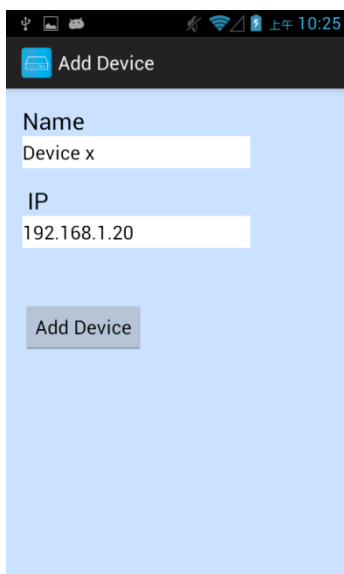 上午 10:25
Add Device
Name
Device x
IP
192.168.1.20
Add Device